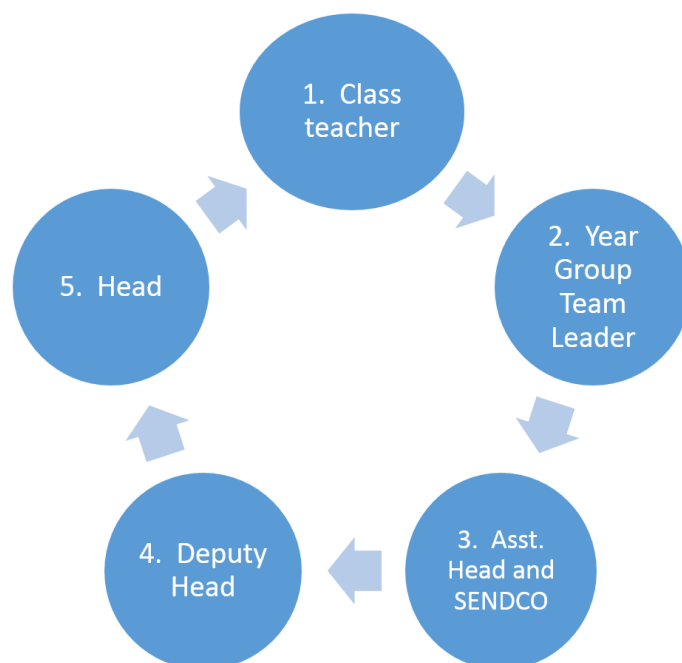 1. Class
teacher
2. Year
Group
Team
Leader
3. Asst.
Head and
SENDCO
4. Deputy
Head
5. Head